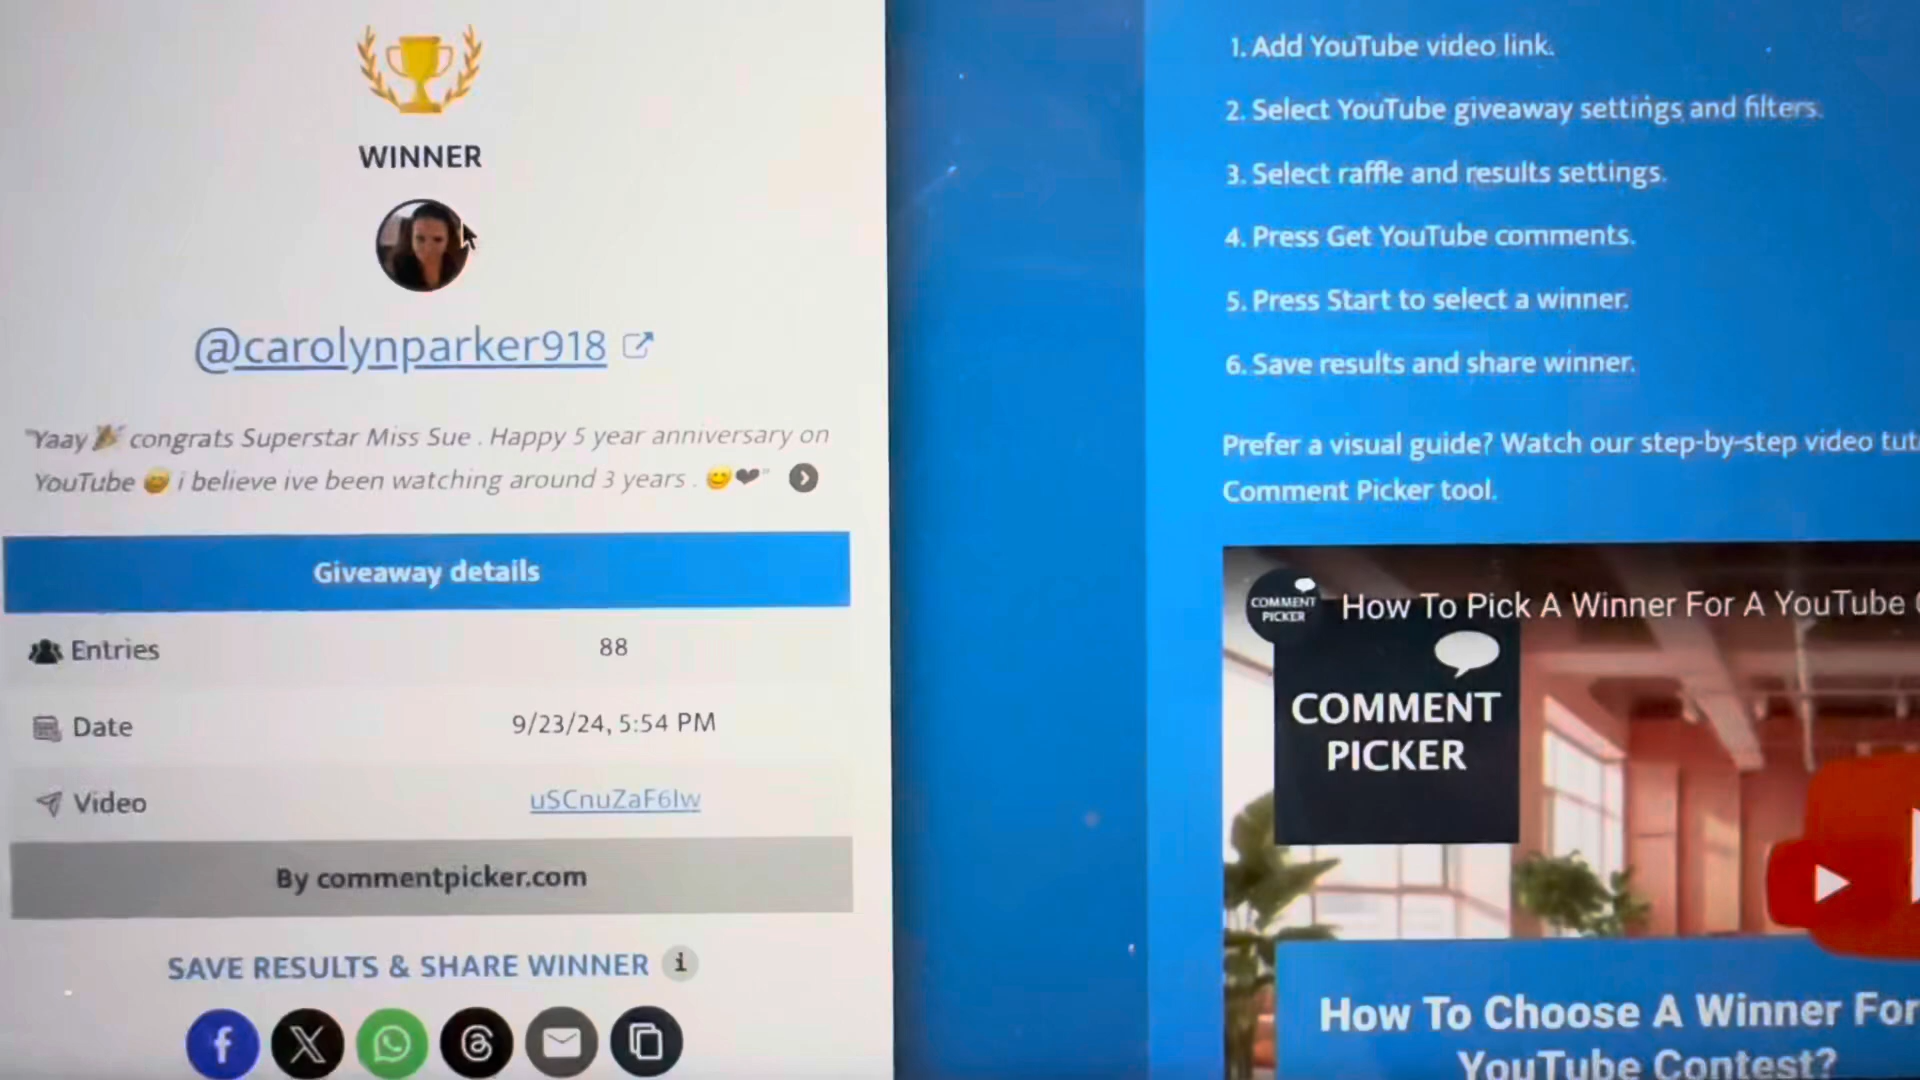 WINNER
@carolynparker918
"Yaay 🎉 congrats Superstar Miss Sue . Happy 5 year anniversary on
YouTube 😄 i believe ive been watching around 3 years . 😊❤"
Giveaway details
Entries 88
Date 9/23/24, 5:54 PM
Video uSCnuZaF6lw
By commentpicker.com
SAVE RESULTS & SHARE WINNER i
1. Add YouTube video link.
2. Select YouTube giveaway settings and filters.
3. Select raffle and results settings.
4. Press Get YouTube comments.
5. Press Start to select a winner.
6. Save results and share winner.
Prefer a visual guide? Watch our step-by-step video tut
Comment Picker tool.
COMMENT
PICKER
How To Pick A Winner For A YouTube
COMMENT
PICKER
How To Choose A Winner For
YouTube Contest?